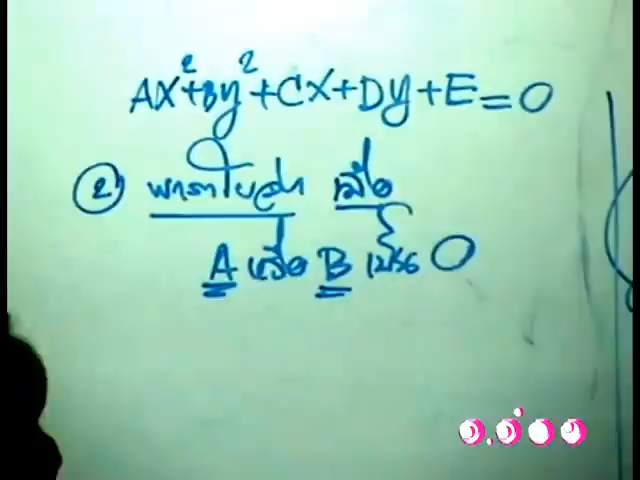 Ax²+By²+Cx+Dy+E=0
② พาราโบลา เมื่อ
A หรือ B เป็น 0